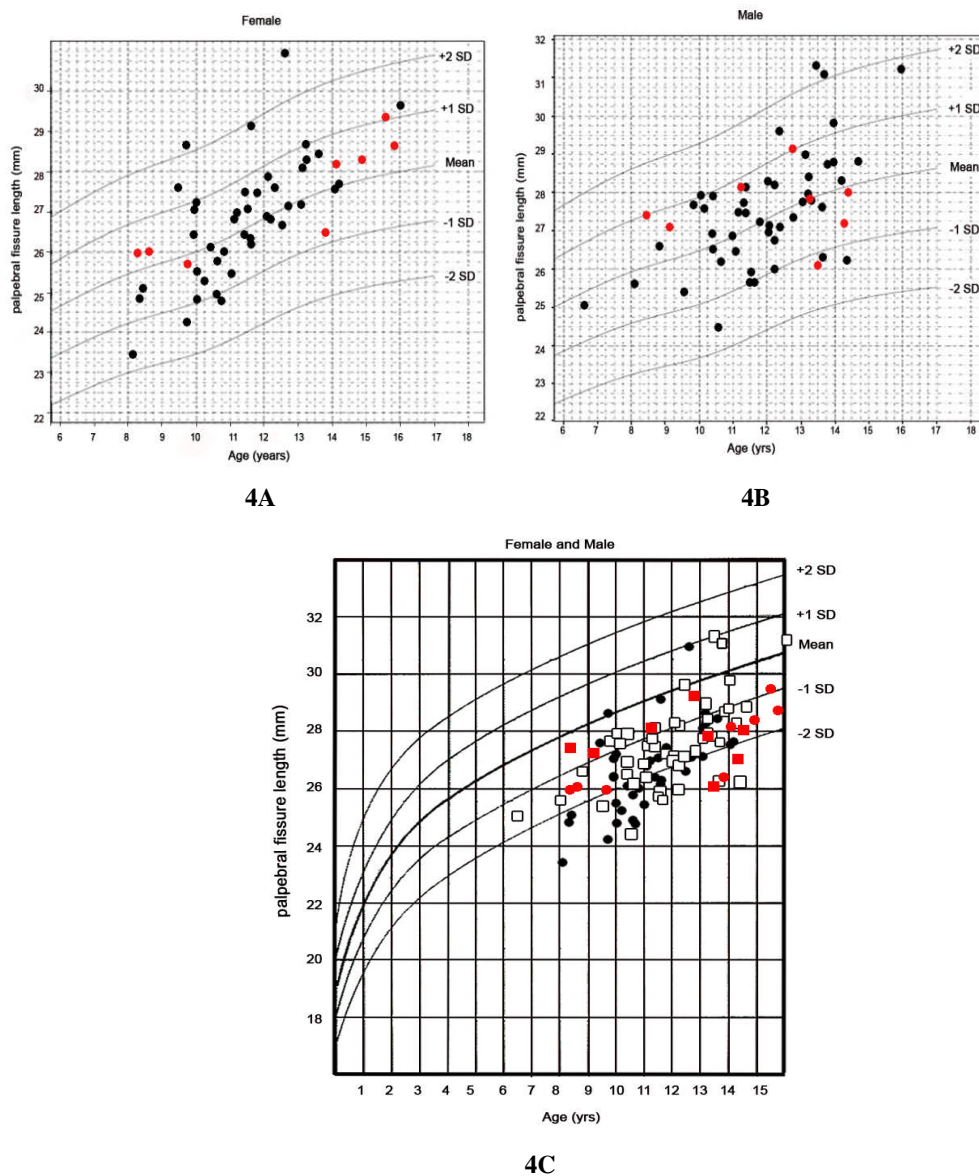 Female
palpebral fissure length (mm)
30
29
28
27
26
25
24
23
22
+2 SD
+1 SD
Mean
-1 SD
-2 SD
6 7 8 9 10 11 12 13 14 15 16 17 18
Age (years)
4A
Male
palpebral fissure length (mm)
32
31
30
29
28
27
26
25
24
23
22
+2 SD
+1 SD
Mean
-1 SD
-2 SD
6 7 8 9 10 11 12 13 14 15 16 17 18
Age (yrs)
4B
Female and Male
palpebral fissure length (mm)
32
30
28
26
24
22
20
18
+2 SD
+1 SD
Mean
-1 SD
-2 SD
1 2 3 4 5 6 7 8 9 10 11 12 13 14 15
Age (yrs)
4C